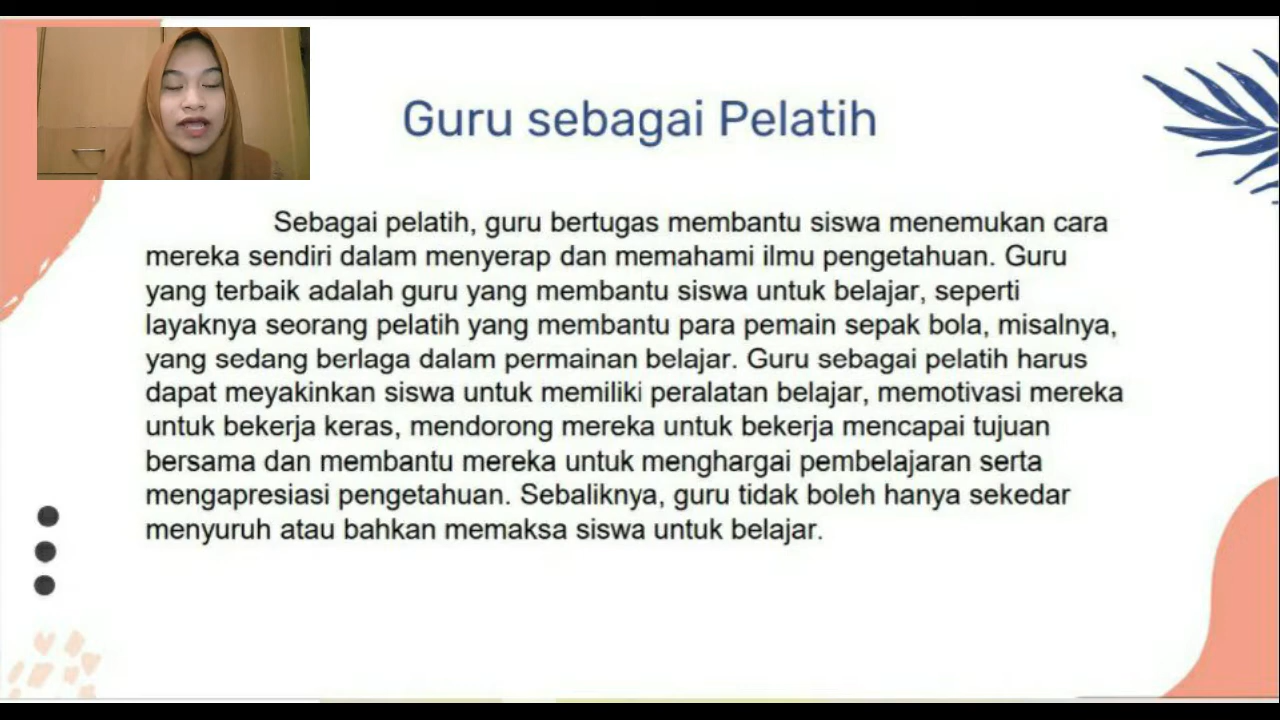 Guru sebagai Pelatih
Sebagai pelatih, guru bertugas membantu siswa menemukan cara
mereka sendiri dalam menyerap dan memahami ilmu pengetahuan. Guru
yang terbaik adalah guru yang membantu siswa untuk belajar, seperti
layaknya seorang pelatih yang membantu para pemain sepak bola, misalnya,
yang sedang berlaga dalam permainan belajar. Guru sebagai pelatih harus
dapat meyakinkan siswa untuk memiliki peralatan belajar, memotivasi mereka
untuk bekerja keras, mendorong mereka untuk bekerja mencapai tujuan
bersama dan membantu mereka untuk menghargai pembelajaran serta
mengapresiasi pengetahuan. Sebaliknya, guru tidak boleh hanya sekedar
menyuruh atau bahkan memaksa siswa untuk belajar.